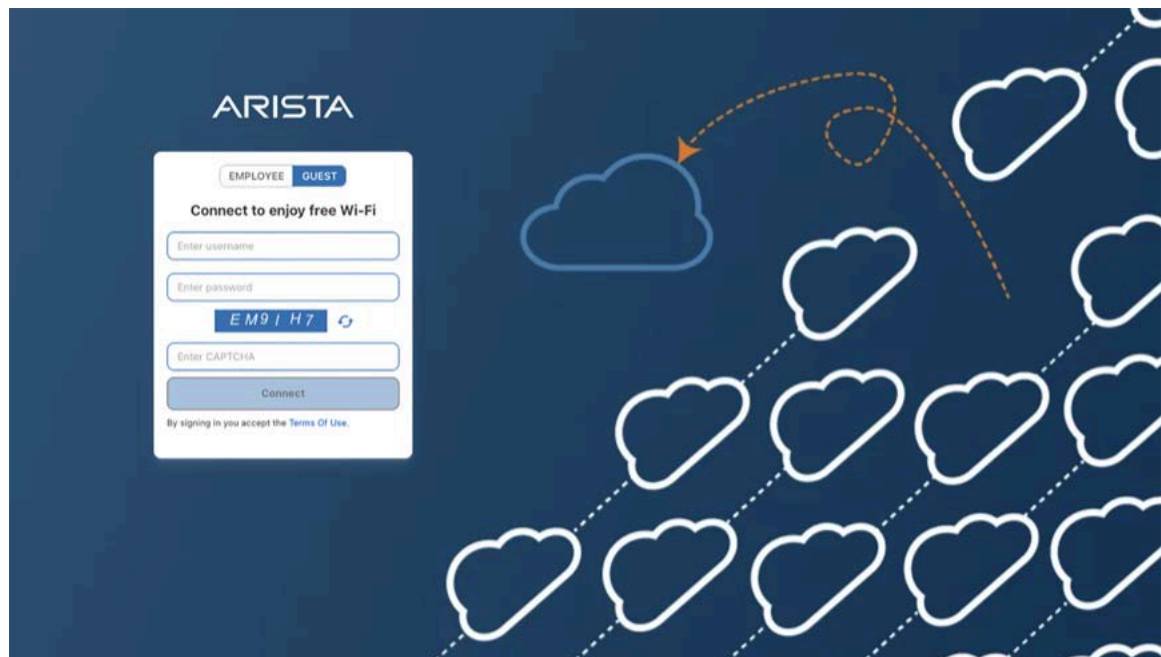 ARISTA
EMPLOYEE GUEST
Connect to enjoy free Wi-Fi
Enter username
Enter password
Enter CAPTCHA
Connect
By signing in you accept the Terms Of Use.